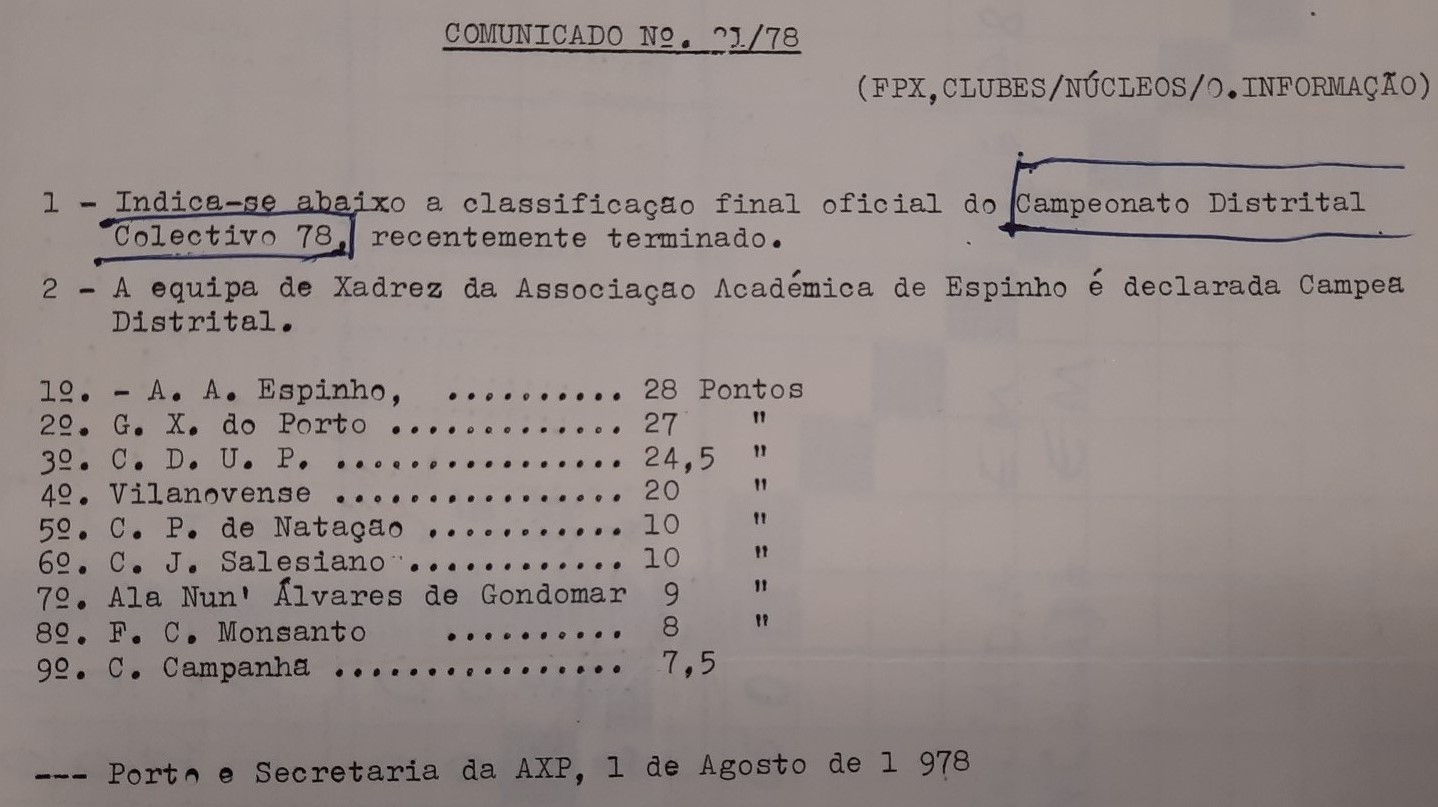 COMUNICADO Nº. 21/78
(FPX,CLUBES/NÚCLEOS/O.INFORMAÇÃO)
1 - Indica-se abaixo a classificação final oficial do Campeonato Distrital
Colectivo 78, recentemente terminado.
2 - A equipa de Xadrez da Associaçao Académica de Espinho é declarada Campea
Distrital.
1º. - A. A. Espinho, .......... 28 Pontos
2º. G. X. do Porto ............. 27 "
3º. C. D. U. P. ................ 24,5 "
4º. Vilanovense ................ 20 "
5º. C. P. de Nataçao ........... 10 "
6º. C. J. Salesiano ............ 10 "
7º. Ala Nun' Álvares de Gondomar 9 "
8º. F. C. Monsanto .......... 8 "
9º. C. Campanha ................ 7,5
--- Porto e Secretaria da AXP, 1 de Agosto de 1 978